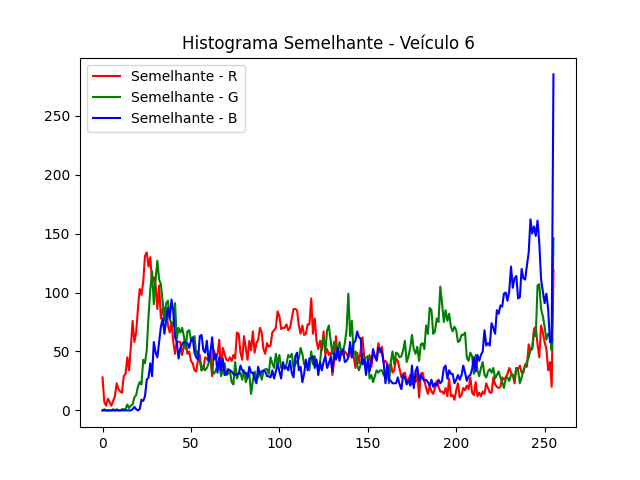 Histograma Semelhante - Veículo 6
Semelhante - R
Semelhante - G
Semelhante - B
250
200
150
100
50
0
0 50 100 150 200 250